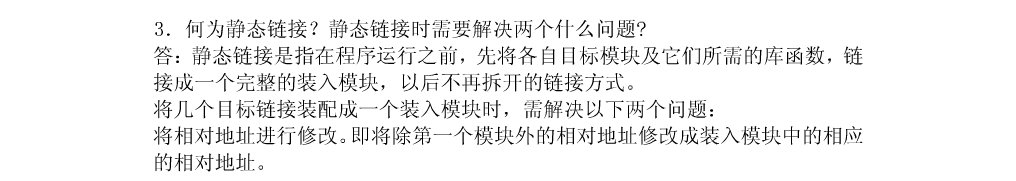 3．何为静态链接？静态链接时需要解决两个什么问题?
答：静态链接是指在程序运行之前，先将各自目标模块及它们所需的库函数，链
接成一个完整的装入模块，以后不再拆开的链接方式。
将几个目标链接装配成一个装入模块时，需解决以下两个问题：
将相对地址进行修改。即将除第一个模块外的相对地址修改成装入模块中的相应
的相对地址。